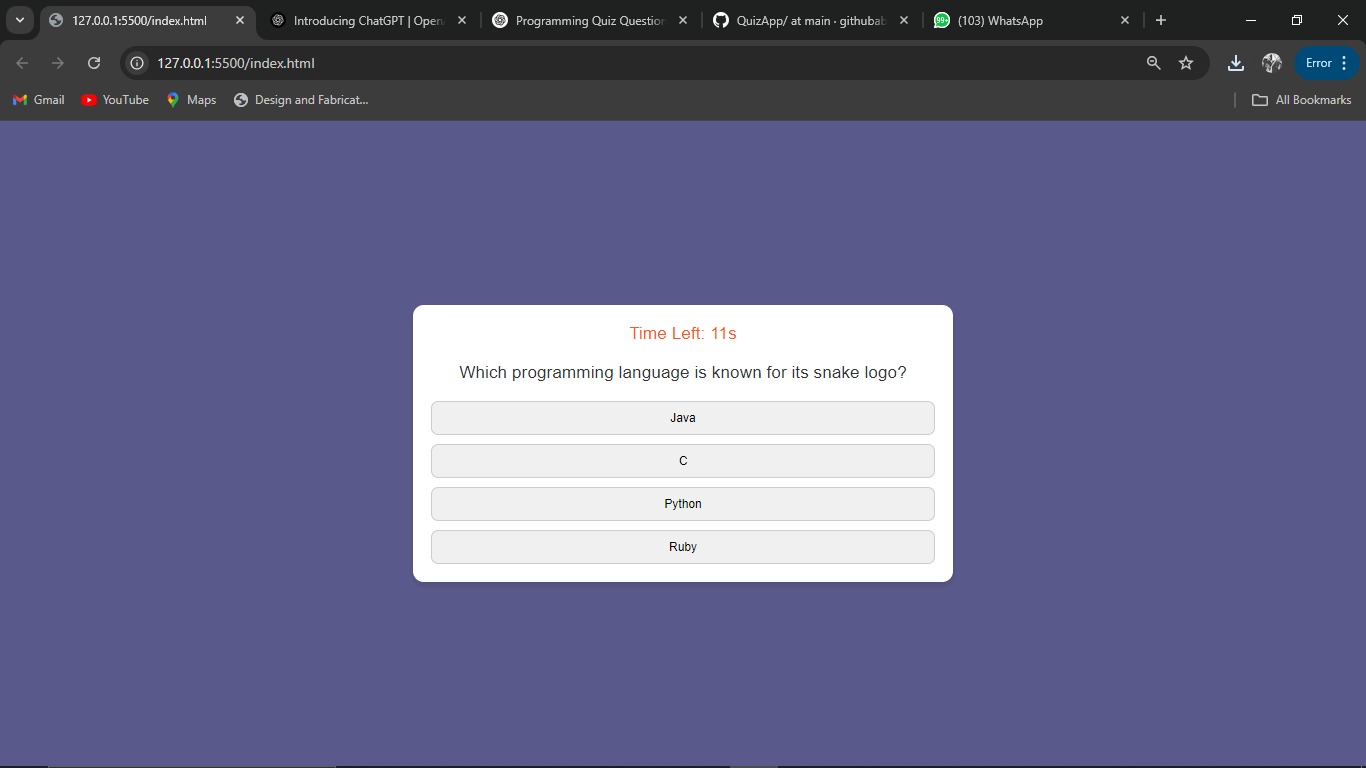 127.0.0.1:5500/index.html
Introducing ChatGPT | Open
Programming Quiz Question
QuizApp/ at main · githubab
99+
(103) WhatsApp
127.0.0.1:5500/index.html
Error
Gmail
YouTube
Maps
Design and Fabricat...
All Bookmarks
Time Left: 11s
Which programming language is known for its snake logo?
Java
C
Python
Ruby